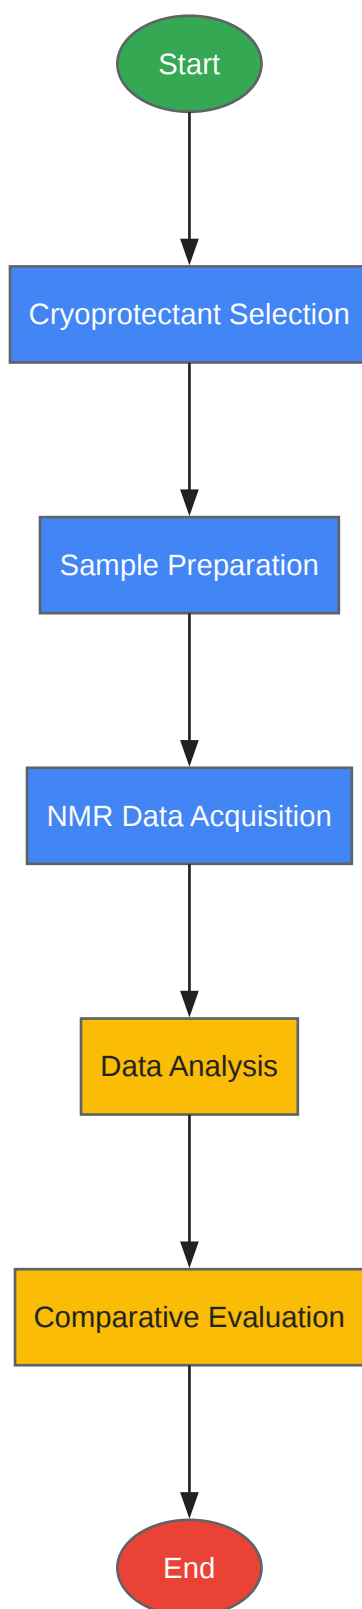 Start
Cryoprotectant Selection
Sample Preparation
NMR Data Acquisition
Data Analysis
Comparative Evaluation
End